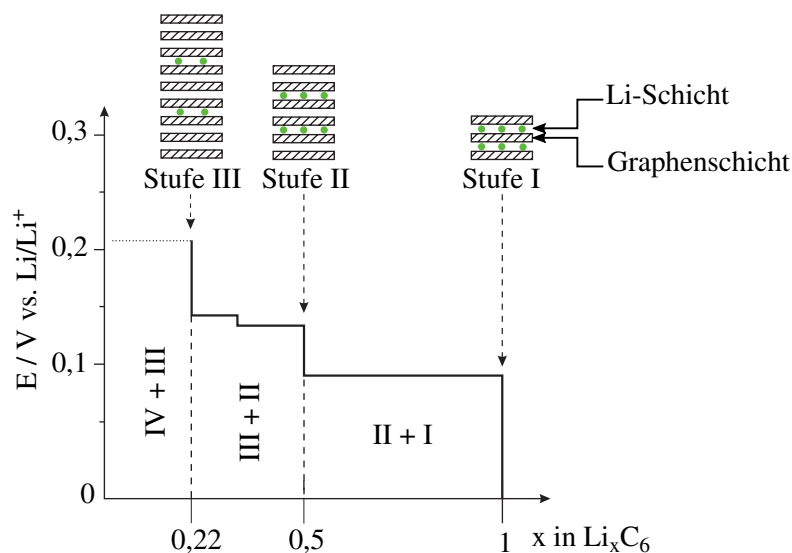 Li-Schicht
Graphenschicht
Stufe III
Stufe II
Stufe I
E / V vs. Li/Li⁺
0,3
0,2
0,1
0
IV + III
III + II
II + I
0,22
0,5
1
x in LiₓC₆